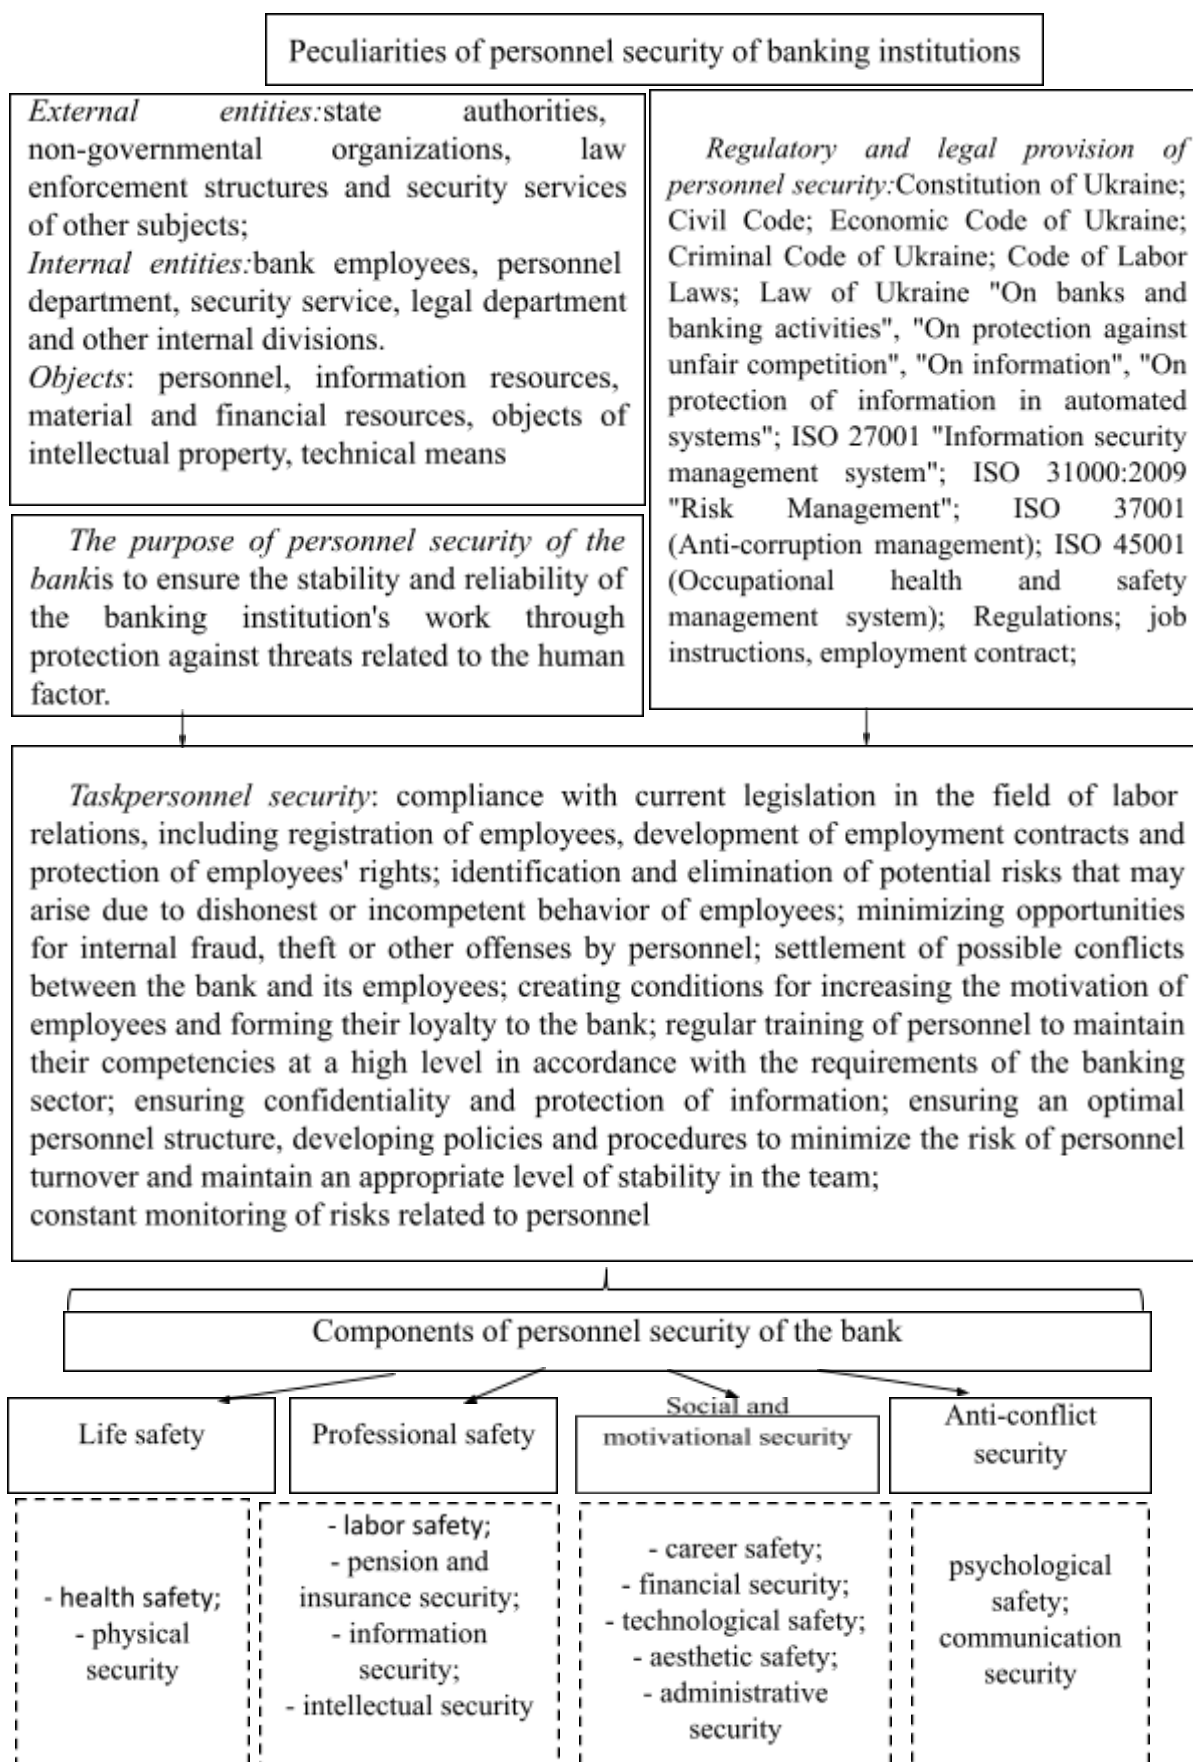 Peculiarities of personnel security of banking institutions
External entities:state authorities,
non-governmental organizations, law
enforcement structures and security services
of other subjects;
Internal entities:bank employees, personnel
department, security service, legal department
and other internal divisions.
Objects: personnel, information resources,
material and financial resources, objects of
intellectual property, technical means
The purpose of personnel security of the
bankis to ensure the stability and reliability of
the banking institution's work through
protection against threats related to the human
factor.
Regulatory and legal provision of
personnel security:Constitution of Ukraine;
Civil Code; Economic Code of Ukraine;
Criminal Code of Ukraine; Code of Labor
Laws; Law of Ukraine "On banks and
banking activities", "On protection against
unfair competition", "On information", "On
protection of information in automated
systems"; ISO 27001 "Information security
management system"; ISO 31000:2009
"Risk Management"; ISO 37001
(Anti-corruption management); ISO 45001
(Occupational health and safety
management system); Regulations; job
instructions, employment contract;
Taskpersonnel security: compliance with current legislation in the field of labor
relations, including registration of employees, development of employment contracts and
protection of employees' rights; identification and elimination of potential risks that may
arise due to dishonest or incompetent behavior of employees; minimizing opportunities
for internal fraud, theft or other offenses by personnel; settlement of possible conflicts
between the bank and its employees; creating conditions for increasing the motivation of
employees and forming their loyalty to the bank; regular training of personnel to maintain
their competencies at a high level in accordance with the requirements of the banking
sector; ensuring confidentiality and protection of information; ensuring an optimal
personnel structure, developing policies and procedures to minimize the risk of personnel
turnover and maintain an appropriate level of stability in the team;
constant monitoring of risks related to personnel
Components of personnel security of the bank
Life safety
Professional safety
Social and
motivational security
Anti-conflict
security
- health safety;
- physical
security
- labor safety;
- pension and
insurance security;
- information
security;
- intellectual security
- career safety;
- financial security;
- technological safety;
- aesthetic safety;
- administrative
security
psychological
safety;
communication
security